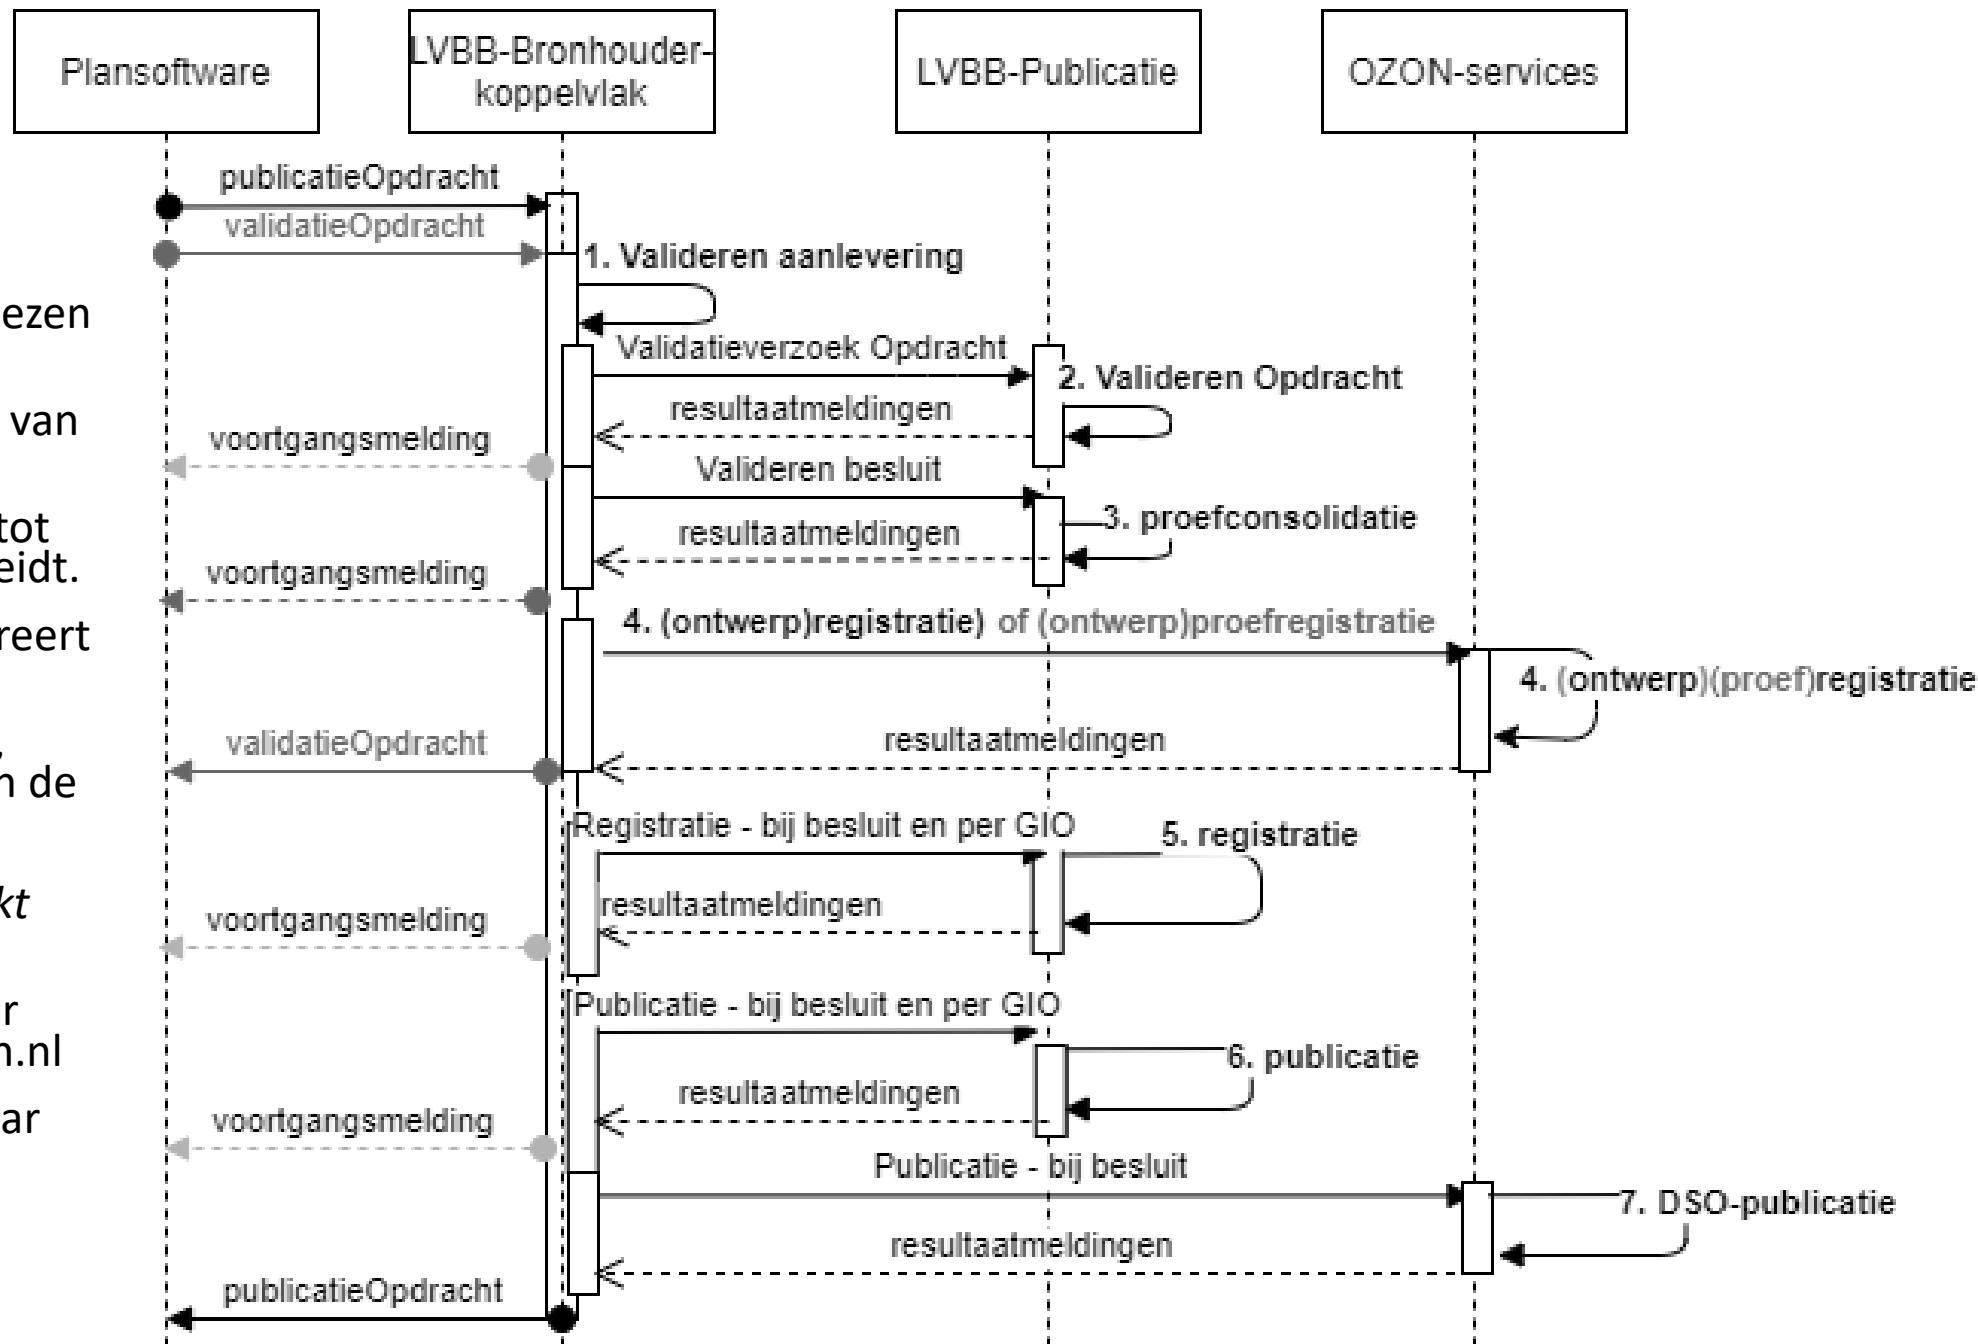 Plansoftware
LVBB-Bronhouder-
koppelvlak
LVBB-Publicatie
OZON-services
publicatieOpdracht
validatieOpdracht
1. Valideren aanlevering
ezen
Validatieverzoek Opdracht
2. Valideren Opdracht
resultaatmeldingen
van
voortgangsmelding
Valideren besluit
3. proefconsolidatie
tot
resultaatmeldingen
eidt.
voortgangsmelding
4. (ontwerp)registratie) of (ontwerp)proefregistratie
reert
4. (ontwerp)(proef)registratie
validatieOpdracht
resultaatmeldingen
,
n de
Registratie - bij besluit en per GIO
5. registratie
kt
resultaatmeldingen
voortgangsmelding
r
Publicatie - bij besluit en per GIO
n.nl
6. publicatie
resultaatmeldingen
ar
voortgangsmelding
Publicatie - bij besluit
7. DSO-publicatie
resultaatmeldingen
publicatieOpdracht